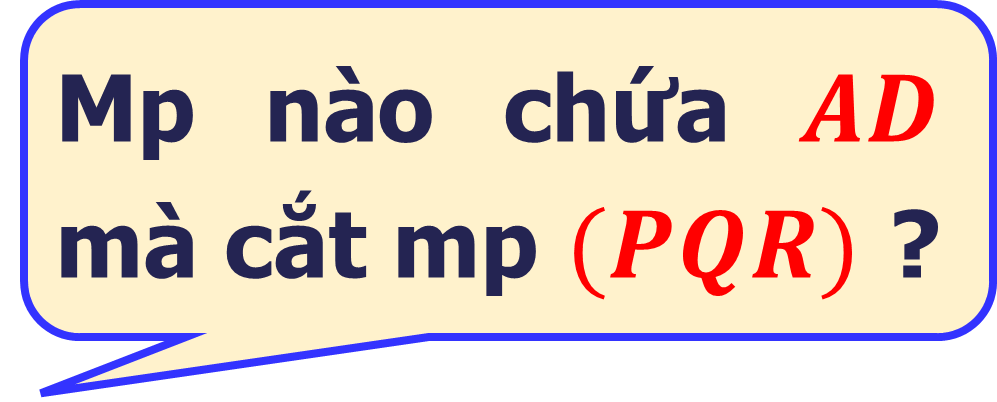 Mp nào chứa AD
mà cắt mp (PQR) ?